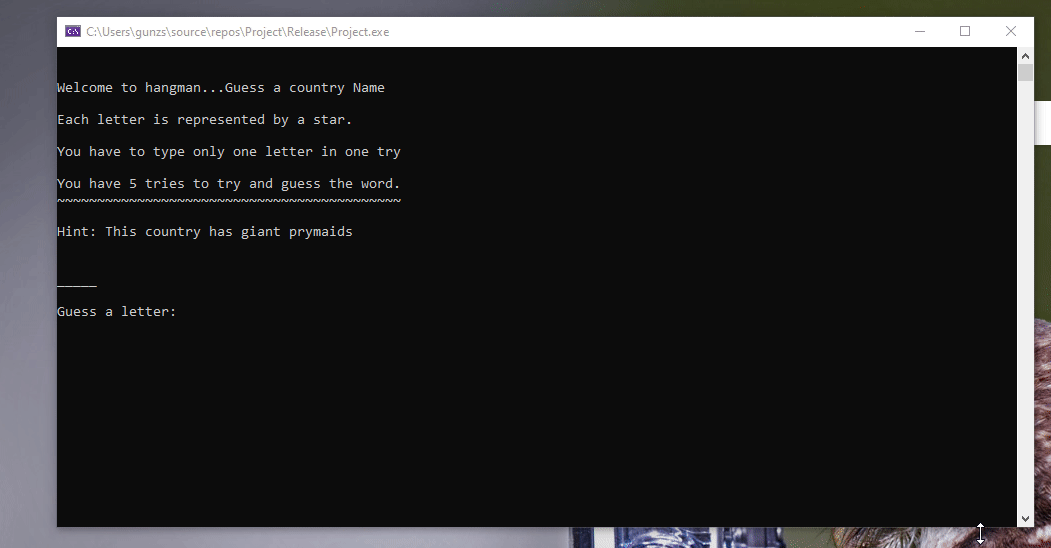 C:\Users\gunzs\source\repos\Project\Release\Project.exe
Welcome to hangman...Guess a country Name
Each letter is represented by a star.
You have to type only one letter in one try
You have 5 tries to try and guess the word.
~~~~~~~~~~~~~~~~~~~~~~~~~~~~~~~~~~~~~~~~~~~
Hint: This country has giant prymaids
_____
Guess a letter: